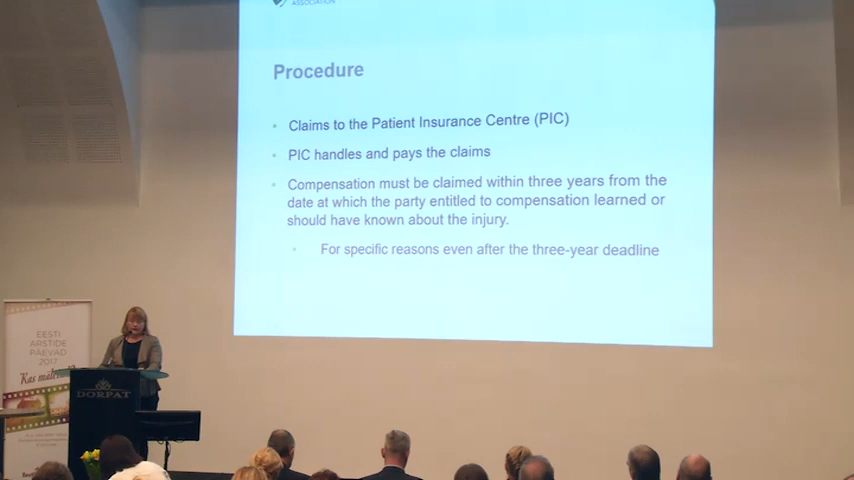 ASSOCIATION
Procedure
• Claims to the Patient Insurance Centre (PIC)
• PIC handles and pays the claims
• Compensation must be claimed within three years from the
date at which the party entitled to compensation learned or
should have known about the injury.
• For specific reasons even after the three-year deadline
EESTI
ARSTIDE
PÄEVAD
2017
Kas
DORPAT